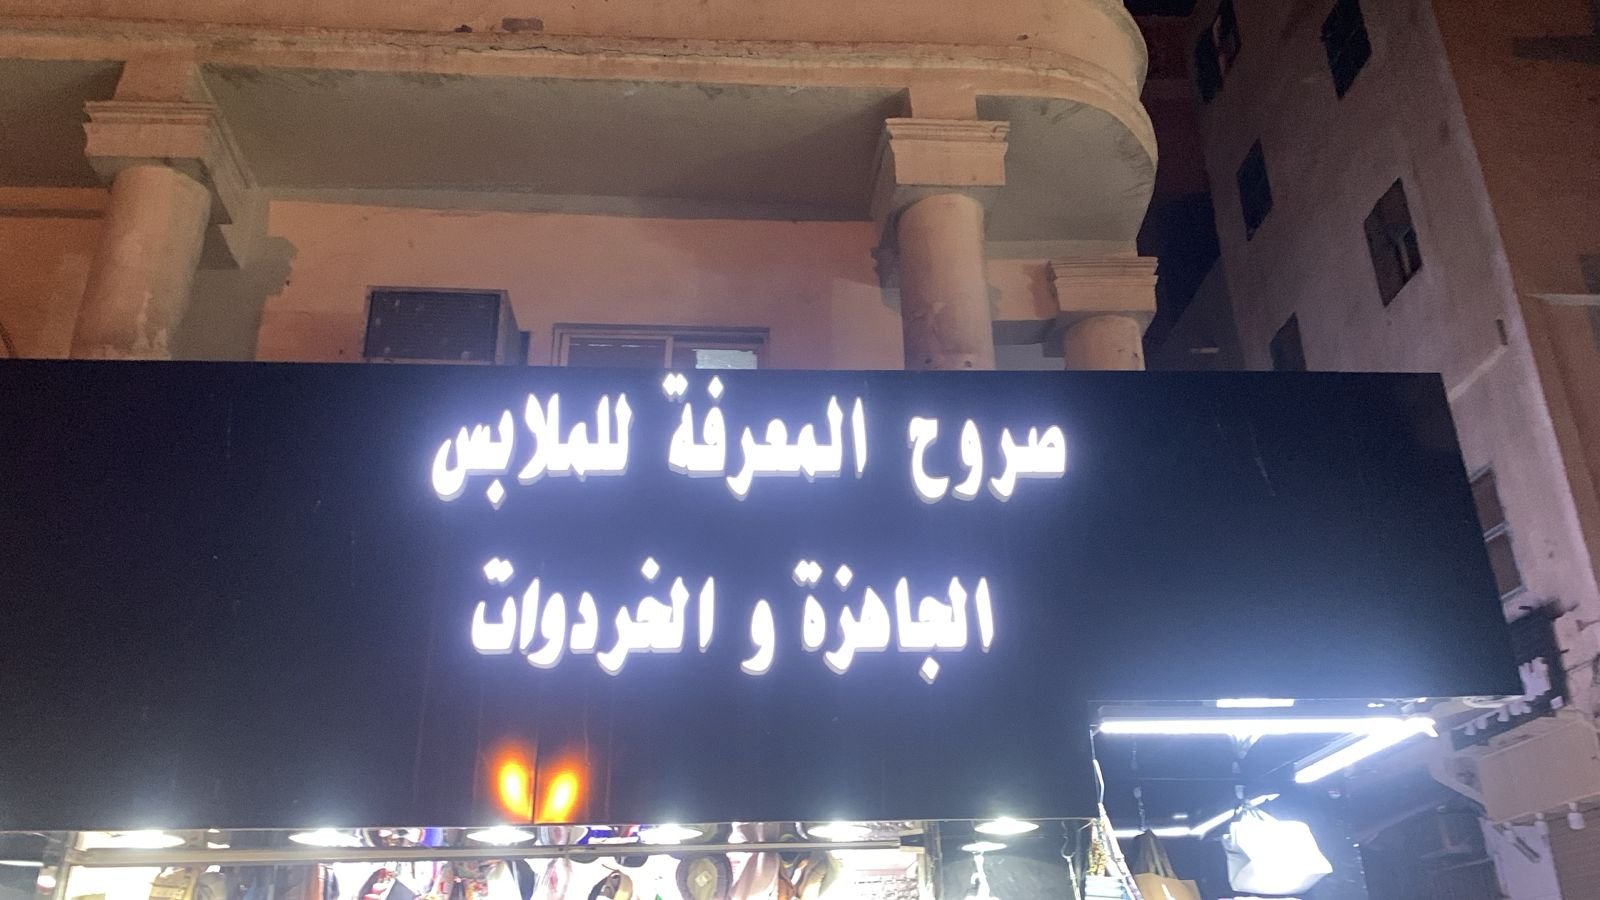 صروح المعرفة للملابس
الجاهزة و الخردوات